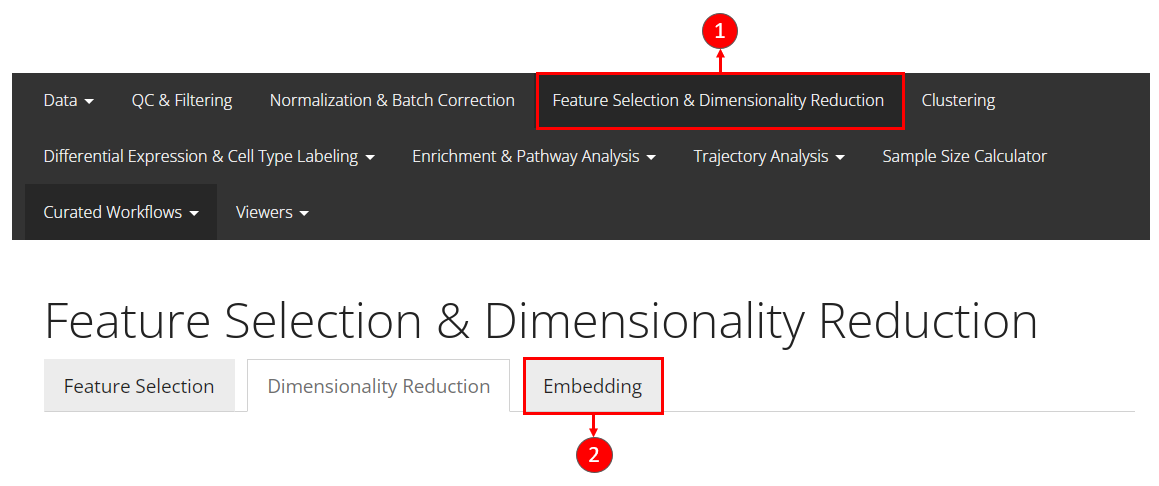 1
Data QC & Filtering Normalization & Batch Correction Feature Selection & Dimensionality Reduction Clustering
Differential Expression & Cell Type Labeling Enrichment & Pathway Analysis Trajectory Analysis Sample Size Calculator
Curated Workflows Viewers
Feature Selection & Dimensionality Reduction
Feature Selection Dimensionality Reduction Embedding
2